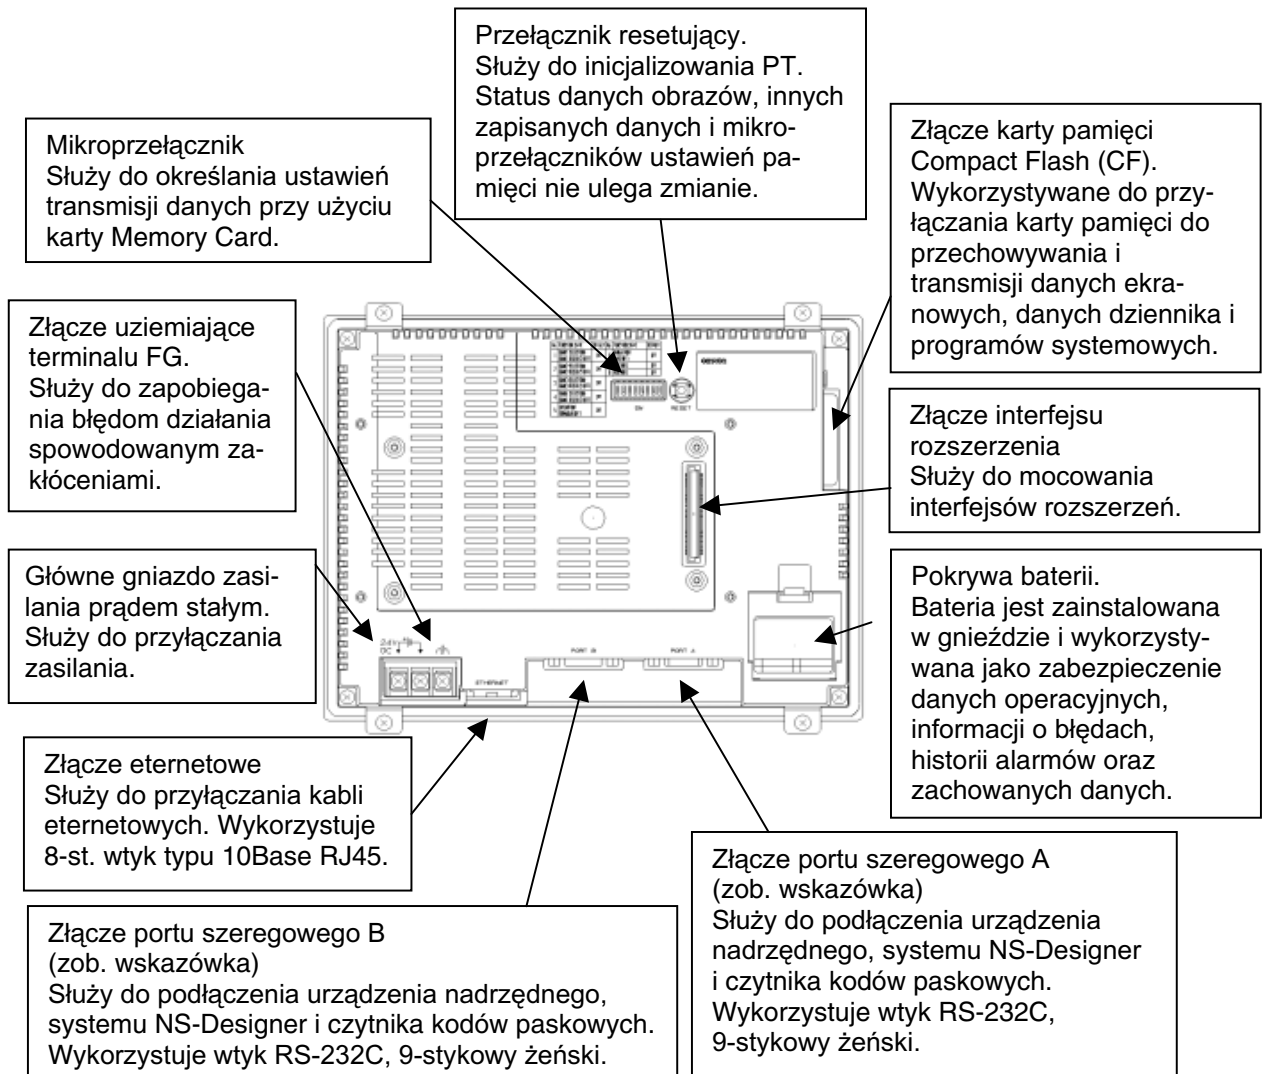 Przełącznik resetujący.
Służy do inicjalizowania PT.
Status danych obrazów, innych
zapisanych danych i mikro-
przełączników ustawień pa-
mięci nie ulega zmianie.
Mikroprzełącznik
Służy do określania ustawień
transmisji danych przy użyciu
karty Memory Card.
Złącze karty pamięci
Compact Flash (CF).
Wykorzystywane do przy-
łączania karty pamięci do
przechowywania i
transmisji danych ekra-
nowych, danych dziennika i
programów systemowych.
Złącze uziemiające
terminalu FG.
Służy do zapobieg-
ania błędom działania
spowodowanym za-
kłóceniami.
Złącze interfejsu
rozszerzenia
Służy do mocowania
interfejsów rozszerzeń.
Główne gniazdo zasi-
lania prądem stałym.
Służy do przyłączania
zasilania.
Pokrywa baterii.
Bateria jest zainstalowana
w gnieździe i wykorzysty-
wana jako zabezpieczenie
danych operacyjnych,
informacji o błędach,
historii alarmów oraz
zachowanych danych.
OMRON
SW
RESET
24V
DC
PORT B
PORT A
ETHERNET
Złącze eternetowe
Służy do przyłączania kabli
eternetowych. Wykorzystuje
8-st. wtyk typu 10Base RJ45.
Złącze portu szeregowego B
(zob. wskazówka)
Służy do podłączenia urządzenia nadrzędnego,
systemu NS-Designer i czytnika kodów paskowych.
Wykorzystuje wtyk RS-232C, 9-stykowy żeński.
Złącze portu szeregowego A
(zob. wskazówka)
Służy do podłączenia urządzenia
nadrzędnego, systemu NS-Designer
i czytnika kodów paskowych.
Wykorzystuje wtyk RS-232C,
9-stykowy żeński.